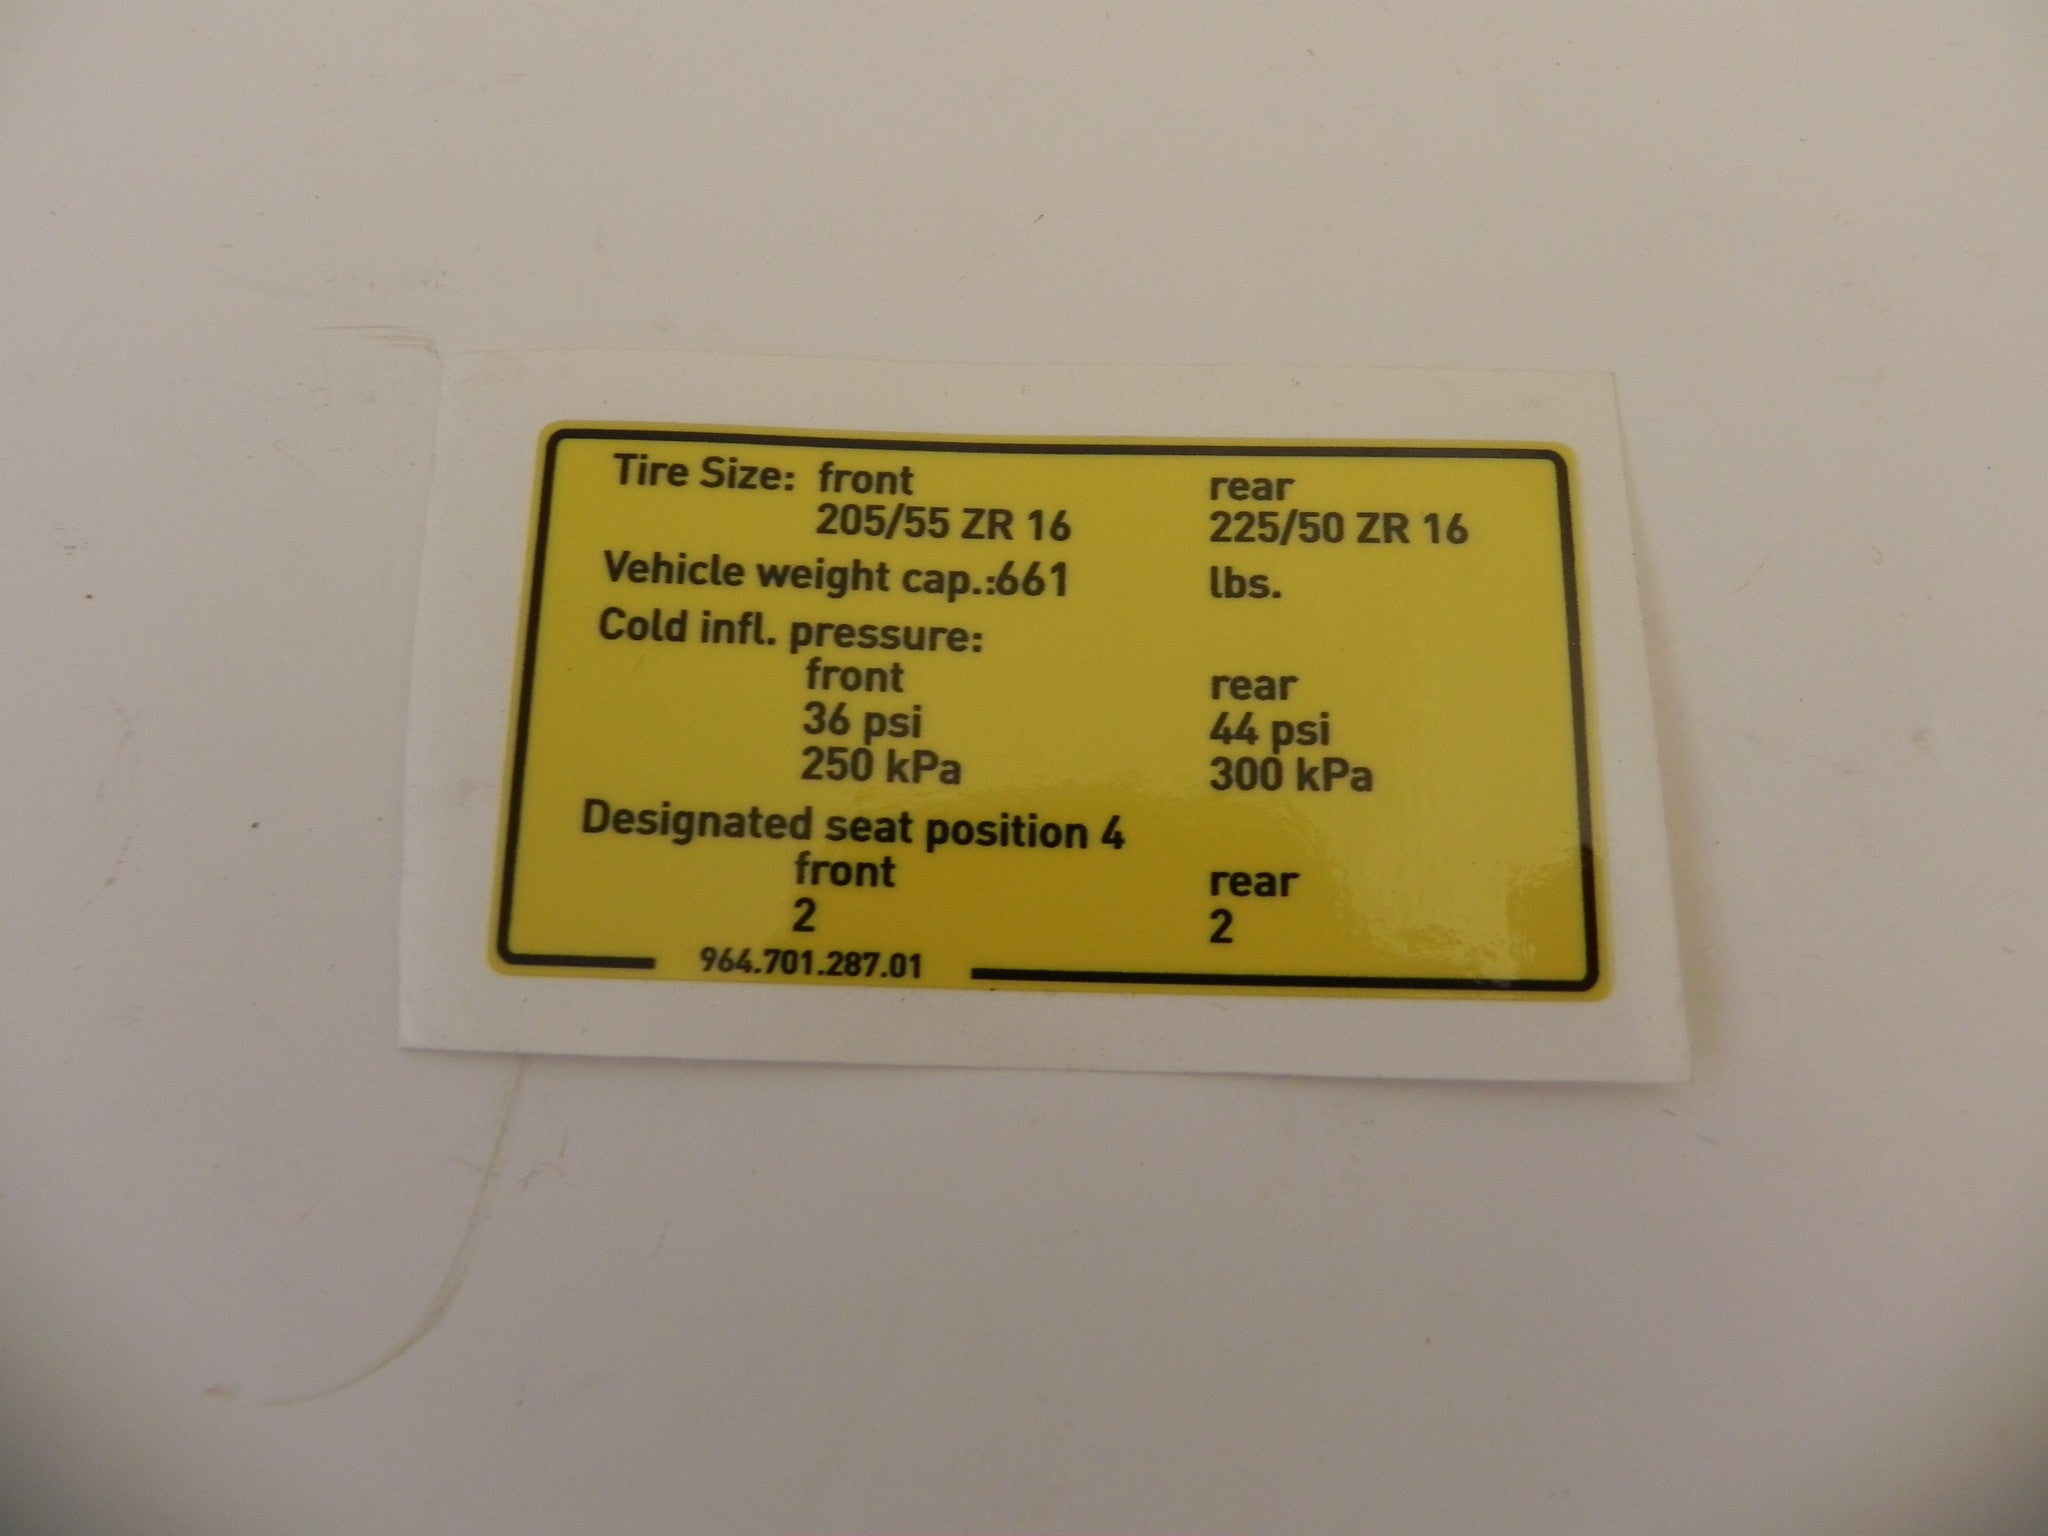 Tire Size: front rear
205/55 ZR 16 225/50 ZR 16
Vehicle weight cap.:661 lbs.
Cold infl. pressure:
front rear
36 psi 44 psi
250 kPa 300 kPa
Designated seat position 4
front rear
2 2
964.701.287.01